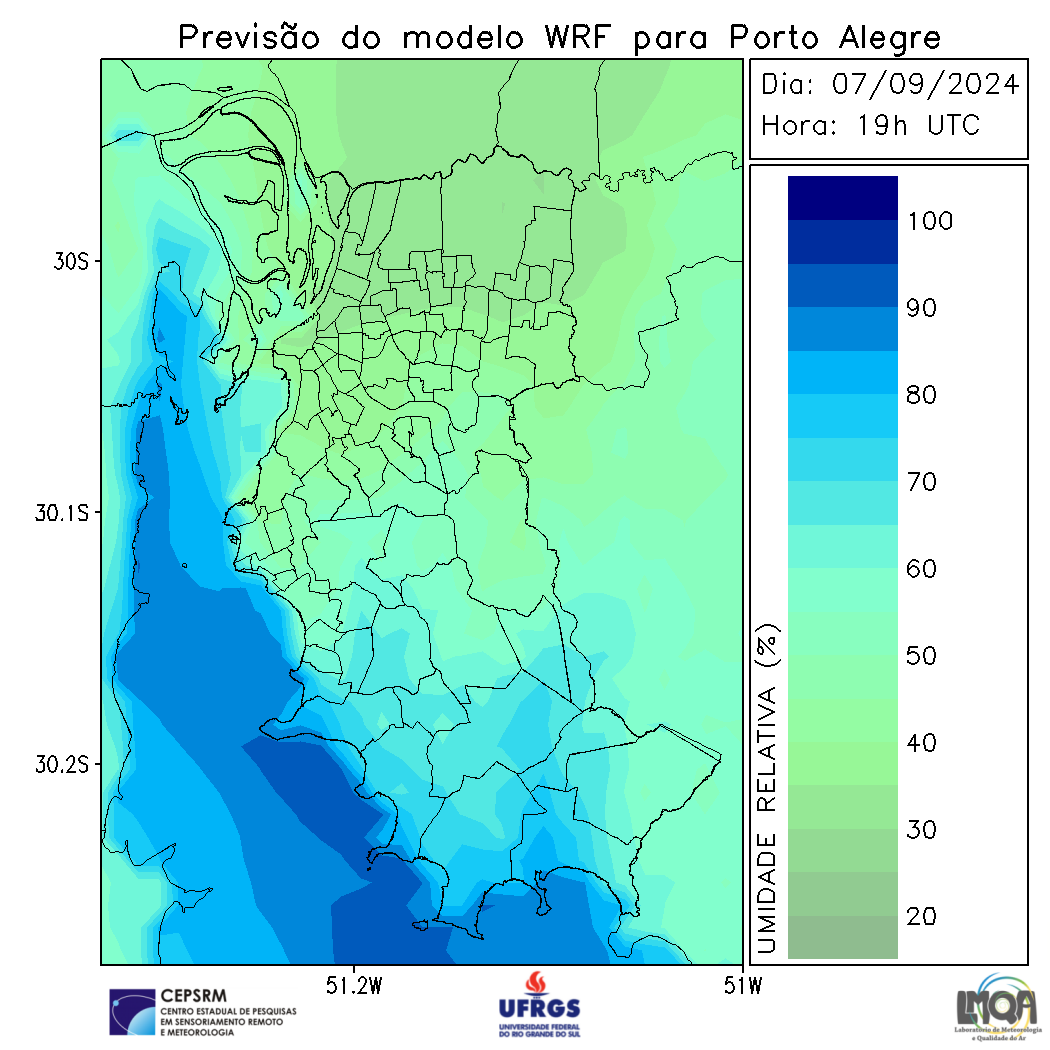 Previsão do modelo WRF para Porto Alegre
Dia: 07/09/2024
Hora: 19h UTC
30S
30.1S
30.2S
51.2W
51W
100
90
80
70
60
50
40
30
20
UMIDADE RELATIVA (%)
CEPSRM
CENTRO ESTADUAL DE PESQUISAS
EM SENSORIAMENTO REMOTO
E METEOROLOGIA
UFRGS
UNIVERSIDADE FEDERAL
DO RIO GRANDE DO SUL
LMQA
Laboratório de Meteorologia
e Qualidade do Ar